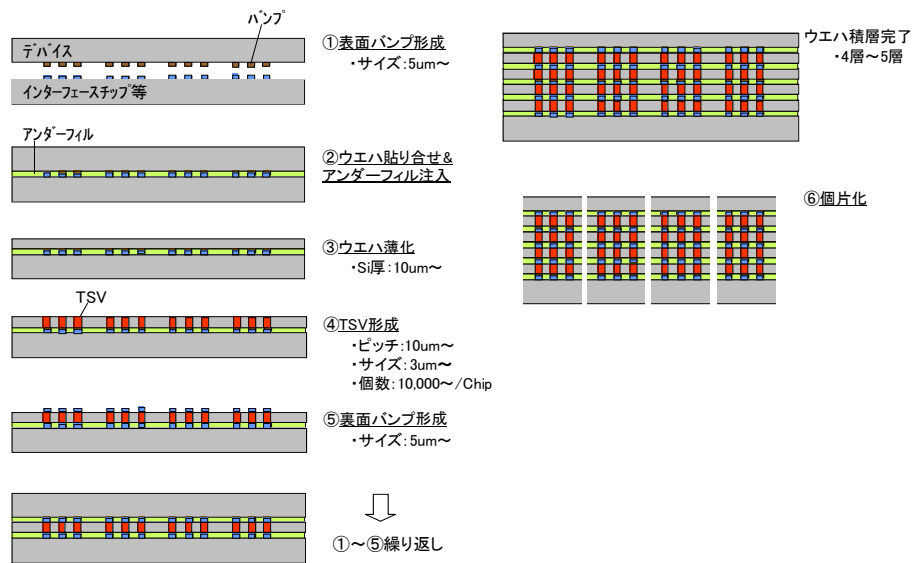 バンプ
デバイス
インターフェースチップ等
①表面バンプ形成
・サイズ:5um~
アンダーフィル
②ウエハ貼り合せ&
アンダーフィル注入
③ウエハ薄化
・Si厚:10um~
TSV
④TSV形成
・ピッチ:10um~
・サイズ:3um~
・個数:10,000~/Chip
⑤裏面バンプ形成
・サイズ:5um~
①~⑤繰り返し
ウエハ積層完了
・4層~5層
⑥個片化